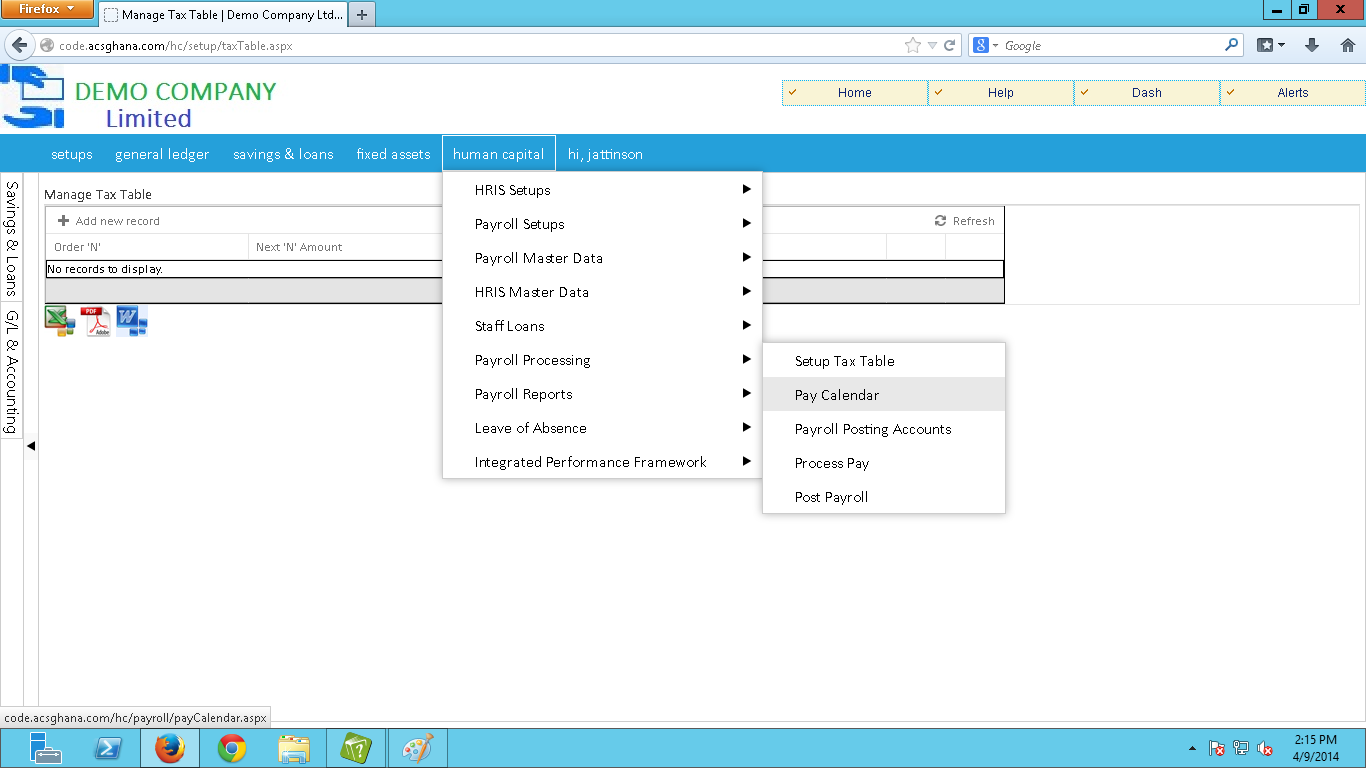 Firefox
Manage Tax Table | Demo Company Ltd...
code.acsghana.com/hc/setup/taxTable.aspx
Google
DEMO COMPANY
Limited
Home
Help
Dash
Alerts
setups
general ledger
savings & loans
fixed assets
human capital
hi, jattinson
Savings & Loans
G/L & Accounting
Manage Tax Table
Add new record
Refresh
Order 'N'
Next 'N' Amount
No records to display.
HRIS Setups
Payroll Setups
Payroll Master Data
HRIS Master Data
Staff Loans
Payroll Processing
Payroll Reports
Leave of Absence
Integrated Performance Framework
Setup Tax Table
Pay Calendar
Payroll Posting Accounts
Process Pay
Post Payroll
PDF
Adobe
code.acsghana.com/hc/payroll/payCalendar.aspx
2:15 PM
4/9/2014